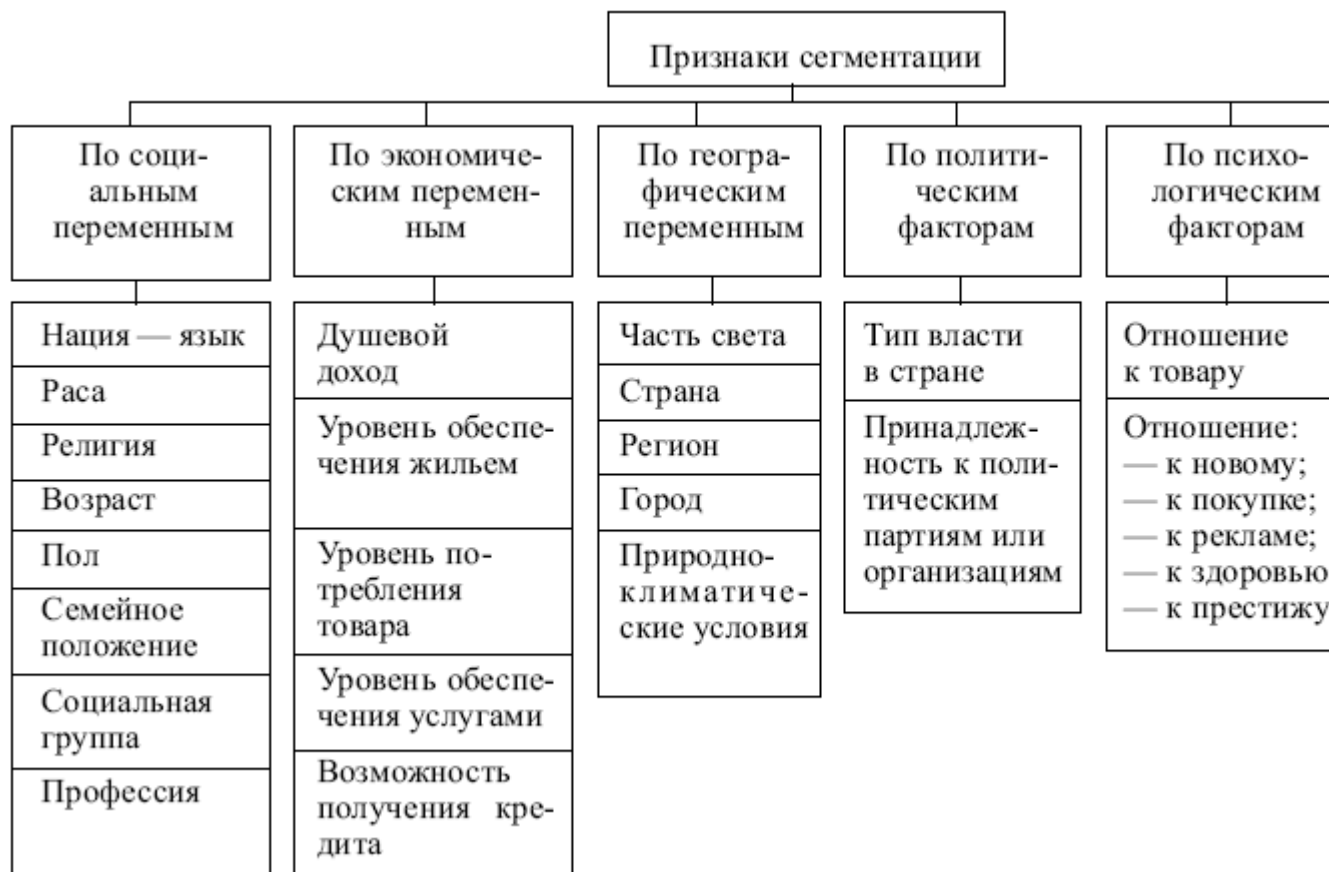 Признаки сегментации
По соци-
альным
переменным
По экономиче-
ским перемен-
ным
По геогра-
фическим
переменным
По полити-
ческим
факторам
По психо-
логическим
факторам
Нация — язык
Раса
Религия
Возраст
Пол
Семейное
положение
Социальная
группа
Профессия
Душевой
доход
Уровень обеспе-
чения жильем
Уровень по-
требления
товара
Уровень обеспе-
чения услугами
Возможность
получения кре-
дита
Часть света
Страна
Регион
Город
Природно-
климатиче-
ские условия
Тип власти
в стране
Принадлеж-
ность к поли-
тическим
партиям или
организациям
Отношение
к товару
Отношение:
— к новому;
— к покупке;
— к рекламе;
— к здоровью
— к престижу